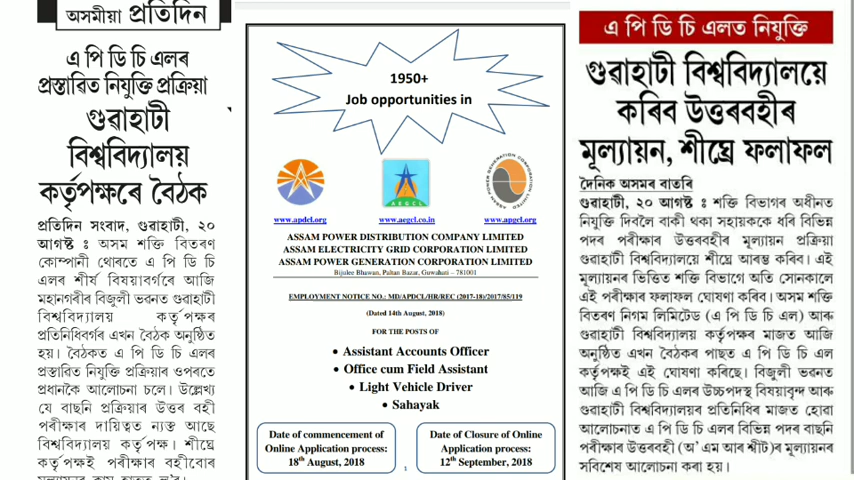 অসমীয়া প্ৰতিদিন
এ পি ডি চি এলৰ
প্ৰস্তাৱিত নিযুক্তি প্ৰক্ৰিয়া
গুৱাহাটী
বিশ্ববিদ্যালয়
কৰ্তৃপক্ষৰে বৈঠক
প্ৰতিদিন সংবাদ, গুৱাহাটী, ২০
আগষ্ট ঃ অসম শক্তি বিতৰণ
কোম্পানী থোৰতে এ পি ডি চি
এলৰ শীৰ্ষ বিষয়াবৰ্গৰে আজি
মহানগৰীৰ বিজুলী ভৱনত গুৱাহাটী
বিশ্ববিদ্যালয় কৰ্তৃপক্ষৰ
প্ৰতিনিধিবৰ্গৰ এখন বৈঠক অনুষ্ঠিত
হয়। বৈঠকত এ পি ডি চি এলৰ
প্ৰস্তাৱিত নিযুক্তি প্ৰক্ৰিয়াৰ ওপৰতে
প্ৰধানকৈ আলোচনা চলে। উল্লেখ্য
যে বাছনি প্ৰক্ৰিয়াৰ উত্তৰ বহী
পৰীক্ষাৰ দায়িত্বত ন্যস্ত আছে
বিশ্ববিদ্যালয় কৰ্তৃপক্ষ। শীঘ্ৰে
কৰ্তৃপক্ষই পৰীক্ষাৰ বহীবোৰ
মূল্যায়নৰ কাম হাতত ল'ব।
1950+
Job opportunities in
AEGCL
ASSAM POWER GENERATION CORPORATION LIMITED
www.apdcl.org
www.aegcl.co.in
www.apgcl.org
ASSAM POWER DISTRIBUTION COMPANY LIMITED
ASSAM ELECTRICITY GRID CORPORATION LIMITED
ASSAM POWER GENERATION CORPORATION LIMITED
Bijulee Bhawan, Paltan Bazar, Guwahati – 781001
EMPLOYMENT NOTICE NO.: MD/APDCL/HR/REC (2017-18)/2017/85/119
(Dated 14th August, 2018)
FOR THE POSTS OF
• Assistant Accounts Officer
• Office cum Field Assistant
• Light Vehicle Driver
• Sahayak
Date of commencement of
Online Application process:
18th August, 2018
1
Date of Closure of Online
Application process:
12th September, 2018
এ পি ডি চি এলত নিযুক্তি
গুৱাহাটী বিশ্ববিদ্যালয়ে
কৰিব উত্তৰবহীৰ
মূল্যায়ন, শীঘ্ৰে ফলাফল
দৈনিক অসমৰ বাতৰি
গুৱাহাটী, ২০ আগষ্ট ঃ শক্তি বিভাগৰ অধীনত
নিযুক্তি দিবলৈ বাকী থকা সহায়ককে ধৰি বিভিন্ন
পদৰ পৰীক্ষাৰ উত্তৰবহীৰ মূল্যায়ন প্ৰক্ৰিয়া
গুৱাহাটী বিশ্ববিদ্যালয়ে শীঘ্ৰে আৰম্ভ কৰিব। এই
মূল্যায়নৰ ভিত্তিত শক্তি বিভাগে অতি সোনকালে
এই পৰীক্ষাৰ ফলাফল ঘোষণা কৰিব। অসম শক্তি
বিতৰণ নিগম লিমিটেড (এ পি ডি চি এল) আৰু
গুৱাহাটী বিশ্ববিদ্যালয় কৰ্তৃপক্ষৰ মাজত আজি
অনুষ্ঠিত এখন বৈঠকৰ পাছত এ পি ডি চি এল
কৰ্তৃপক্ষই এই ঘোষণা কৰিছে। বিজুলী ভৱনত
আজি এ পি ডি চি এলৰ উচ্চপদস্থ বিষয়াবৃন্দ আৰু
গুৱাহাটী বিশ্ববিদ্যালয়ৰ প্ৰতিনিধিৰ মাজত হোৱা
আলোচনাত এ পি ডি চি এলৰ বিভিন্ন পদৰ বাছনি
পৰীক্ষাৰ উত্তৰবহী (অ'এম আৰ শ্বীট)ৰ মূল্যায়নৰ
সবিশেষ আলোচনা কৰা হয়।